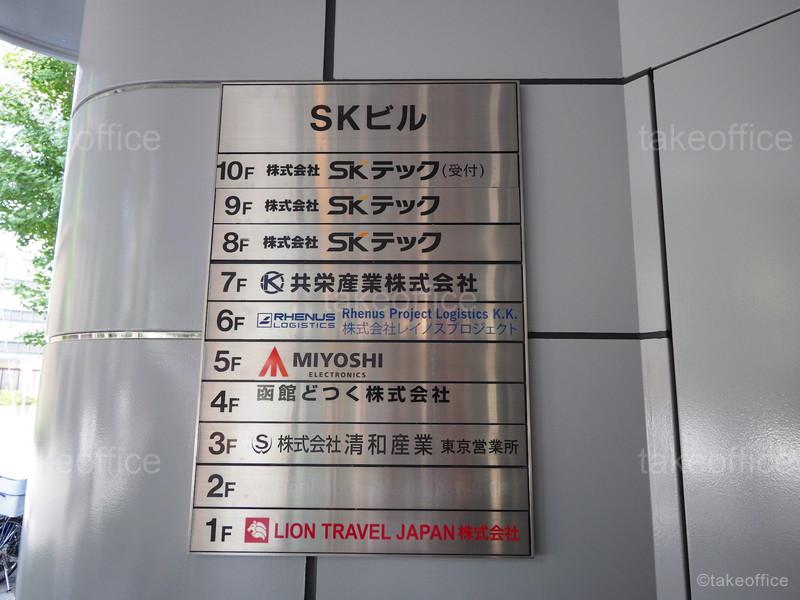 SKビル
10F 株式会社 SKテック(受付)
9F 株式会社 SKテック
8F 株式会社 SKテック
7F 共栄産業株式会社
6F RHENUS LOGISTICS Rhenus Project Logistics K.K. 株式会社レイノスプロジェクト
5F MIYOSHI ELECTRONICS
4F 函館どつく株式会社
3F 株式会社清和産業 東京営業所
2F
1F LION TRAVEL JAPAN株式会社
takeoffice
takeoffice
takeoffice
takeoffice
takeoffice
©takeoffice